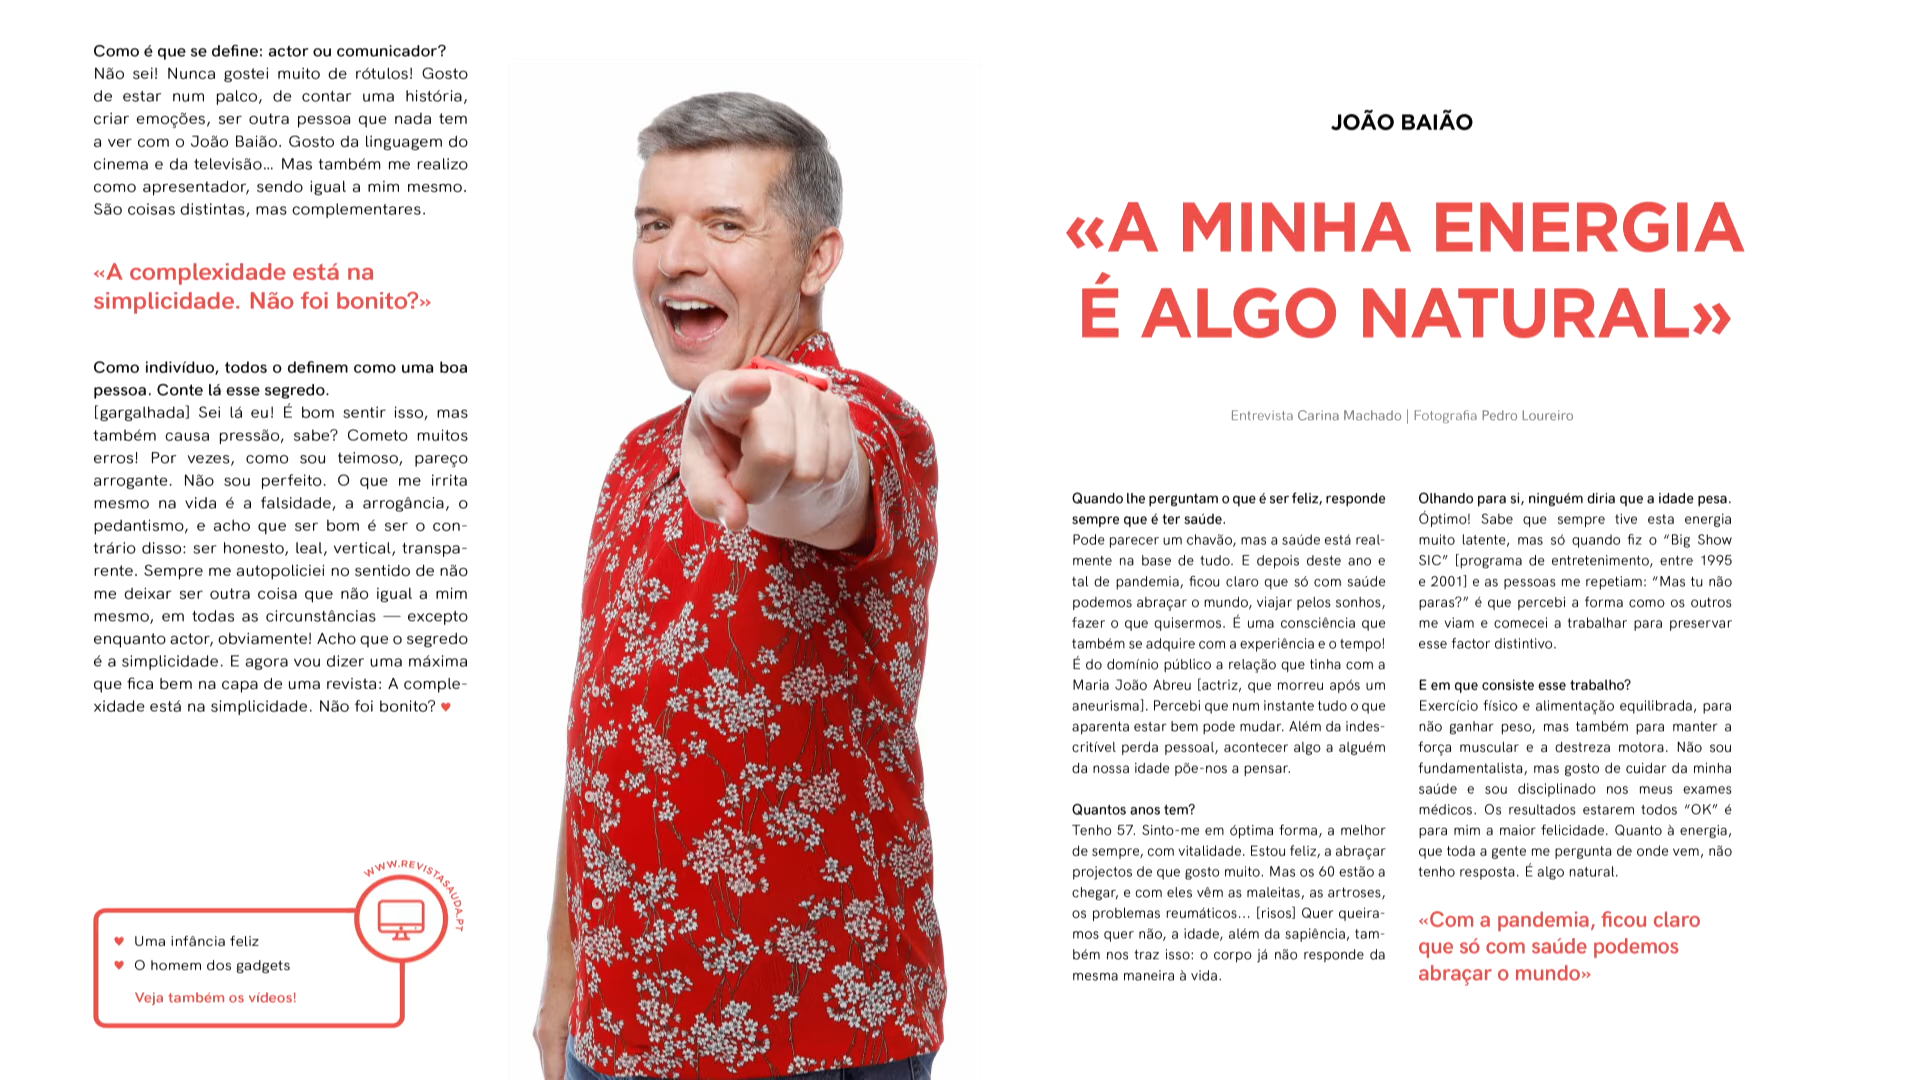 Como é que se define: actor ou comunicador?
Não sei! Nunca gostei muito de rótulos! Gosto
de estar num palco, de contar uma história,
criar emoções, ser outra pessoa que nada tem
a ver com o João Baião. Gosto da linguagem do
cinema e da televisão... Mas também me realizo
como apresentador, sendo igual a mim mesmo.
São coisas distintas, mas complementares.
«A complexidade está na
simplicidade. Não foi bonito?»
Como indivíduo, todos o definem como uma boa
pessoa. Conte lá esse segredo.
[gargalhada] Sei lá eu! É bom sentir isso, mas
também causa pressão, sabe? Cometo muitos
erros! Por vezes, como sou teimoso, pareço
arrogante. Não sou perfeito. O que me irrita
mesmo na vida é a falsidade, a arrogância, o
pedantismo, e acho que ser bom é ser o con-
trário disso: ser honesto, leal, vertical, transpa-
rente. Sempre me autopoliciei no sentido de não
me deixar ser outra coisa que não igual a mim
mesmo, em todas as circunstâncias — excepto
enquanto actor, obviamente! Acho que o segredo
é a simplicidade. E agora vou dizer uma máxima
que fica bem na capa de uma revista: A comple-
xidade está na simplicidade. Não foi bonito? ♥
WWW.REVISTASAUDA.PT
♥ Uma infância feliz
♥ O homem dos gadgets
Veja também os vídeos!
JOÃO BAIÃO
«A MINHA ENERGIA
É ALGO NATURAL»
Entrevista Carina Machado | Fotografia Pedro Loureiro
Quando lhe perguntam o que é ser feliz, responde
sempre que é ter saúde.
Pode parecer um chavão, mas a saúde está real-
mente na base de tudo. E depois deste ano e
tal de pandemia, ficou claro que só com saúde
podemos abraçar o mundo, viajar pelos sonhos,
fazer o que quisermos. É uma consciência que
também se adquire com a experiência e o tempo!
É do domínio público a relação que tinha com a
Maria João Abreu [actriz, que morreu após um
aneurisma]. Percebi que num instante tudo o que
aparenta estar bem pode mudar. Além da indes-
critível perda pessoal, acontecer algo a alguém
da nossa idade põe-nos a pensar.
Quantos anos tem?
Tenho 57. Sinto-me em óptima forma, a melhor
de sempre, com vitalidade. Estou feliz, a abraçar
projectos de que gosto muito. Mas os 60 estão a
chegar, e com eles vêm as maleitas, as artroses,
os problemas reumáticos... [risos] Quer queira-
mos quer não, a idade, além da sapiência, tam-
bém nos traz isso: o corpo já não responde da
mesma maneira à vida.
Olhando para si, ninguém diria que a idade pesa.
Óptimo! Sabe que sempre tive esta energia
muito latente, mas só quando fiz o “Big Show
SIC” [programa de entretenimento, entre 1995
e 2001] e as pessoas me repetiam: “Mas tu não
paras?” é que percebi a forma como os outros
me viam e comecei a trabalhar para preservar
esse factor distintivo.
E em que consiste esse trabalho?
Exercício físico e alimentação equilibrada, para
não ganhar peso, mas também para manter a
força muscular e a destreza motora. Não sou
fundamentalista, mas gosto de cuidar da minha
saúde e sou disciplinado nos meus exames
médicos. Os resultados estarem todos “OK” é
para mim a maior felicidade. Quanto à energia,
que toda a gente me pergunta de onde vem, não
tenho resposta. É algo natural.
«Com a pandemia, ficou claro
que só com saúde podemos
abraçar o mundo»